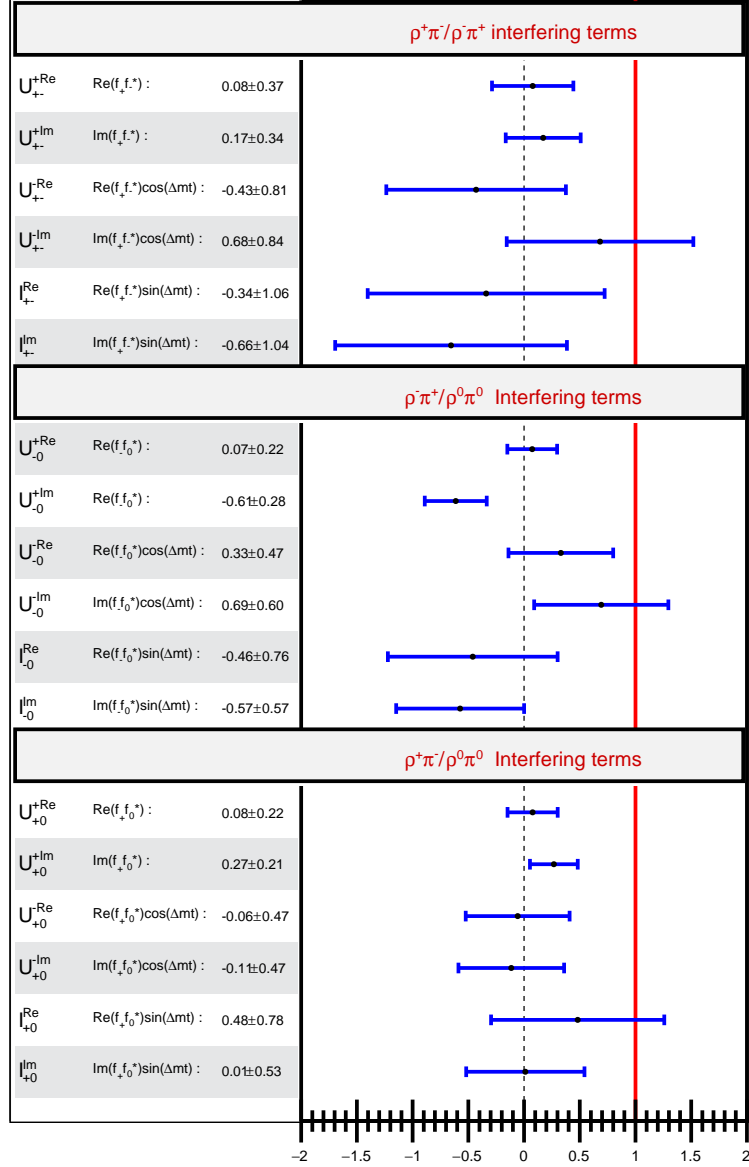 ρ⁺π⁻/ρ⁻π⁺ interfering terms
U₊₋⁺ᴿᵉ Re(f₊f₋*) : 0.08±0.37
U₊₋⁺ᴵᵐ Im(f₊f₋*) : 0.17±0.34
U₊₋⁻ᴿᵉ Re(f₊f₋*)cos(Δmt) : -0.43±0.81
U₊₋⁻ᴵᵐ Im(f₊f₋*)cos(Δmt) : 0.68±0.84
I₊₋ᴿᵉ Re(f₊f₋*)sin(Δmt) : -0.34±1.06
I₊₋ᴵᵐ Im(f₊f₋*)sin(Δmt) : -0.66±1.04
ρ⁻π⁺/ρ⁰π⁰ Interfering terms
U₋₀⁺ᴿᵉ Re(f₋f₀*) : 0.07±0.22
U₋₀⁺ᴵᵐ Re(f₋f₀*) : -0.61±0.28
U₋₀⁻ᴿᵉ Re(f₋f₀*)cos(Δmt) : 0.33±0.47
U₋₀⁻ᴵᵐ Im(f₋f₀*)cos(Δmt) : 0.69±0.60
I₋₀ᴿᵉ Re(f₋f₀*)sin(Δmt) : -0.46±0.76
I₋₀ᴵᵐ Im(f₋f₀*)sin(Δmt) : -0.57±0.57
ρ⁺π⁻/ρ⁰π⁰ Interfering terms
U₊₀⁺ᴿᵉ Re(f₊f₀*) : 0.08±0.22
U₊₀⁺ᴵᵐ Im(f₊f₀*) : 0.27±0.21
U₊₀⁻ᴿᵉ Re(f₊f₀*)cos(Δmt) : -0.06±0.47
U₊₀⁻ᴵᵐ Im(f₊f₀*)cos(Δmt) : -0.11±0.47
I₊₀ᴿᵉ Re(f₊f₀*)sin(Δmt) : 0.48±0.78
I₊₀ᴵᵐ Im(f₊f₀*)sin(Δmt) : 0.01±0.53
−2 −1.5 −1 −0.5 0 0.5 1 1.5 2